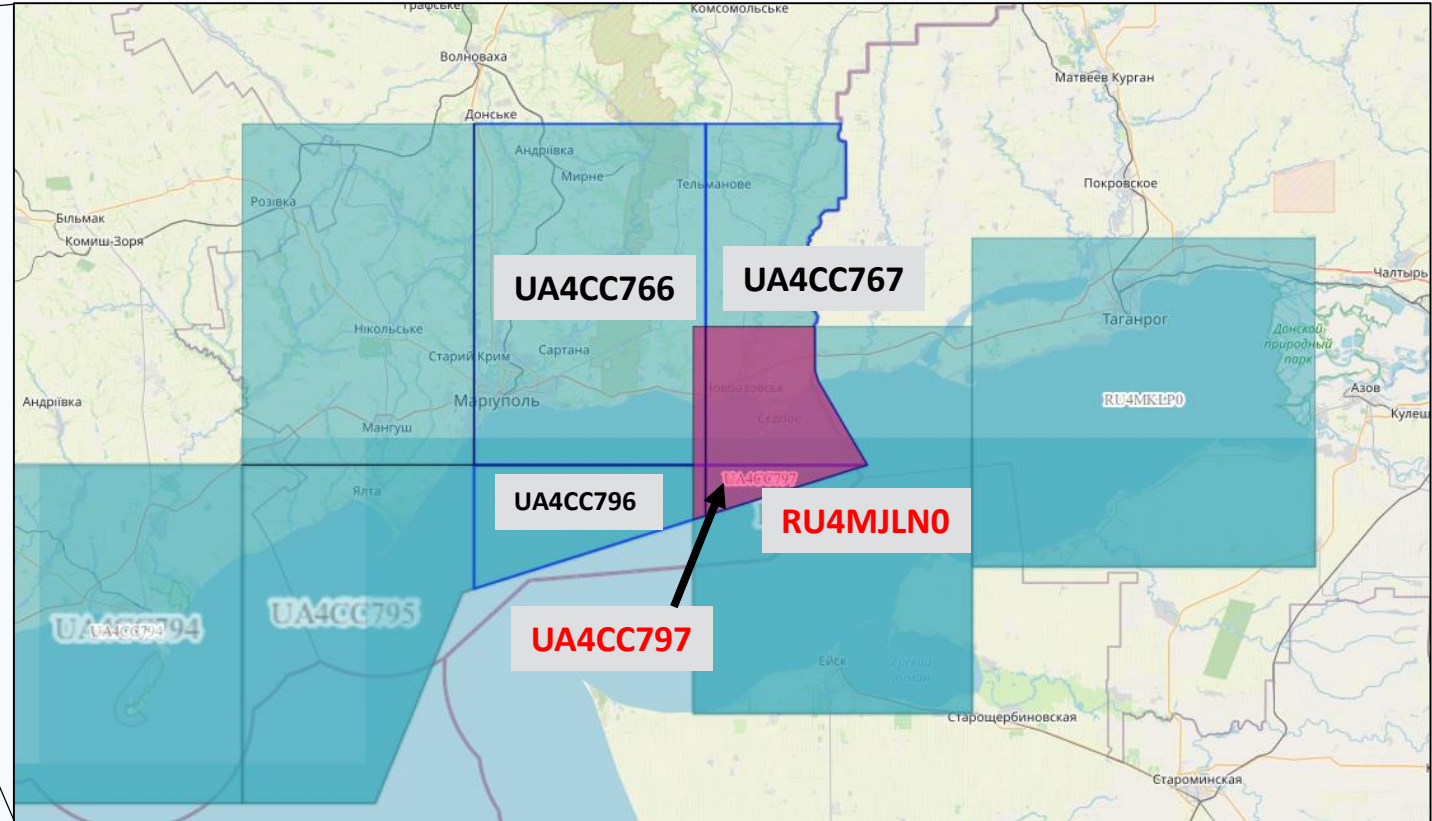 Графське
Комсомольське
Волноваха
Матвеев Курган
Донське
Андріївка
Мирне
Покровское
Розівка
Тельманове
Більмак
Комиш-Зоря
UA4CC766
UA4CC767
Чалтырь
Таганрог
Нікольське
Донской
природный
парк
Старий Крим
Сартана
Новоазовськ
Азов
Андріївка
Маріуполь
RU4MKLP0
Кулеш
Мангуш
Сєдове
UA4CC797
Ялта
UA4CC796
RU4MJLN0
UA4CC795
UA4CC794
UA4CC797
Ейск
Ейский
лиман
Старощербиновская
Староминская